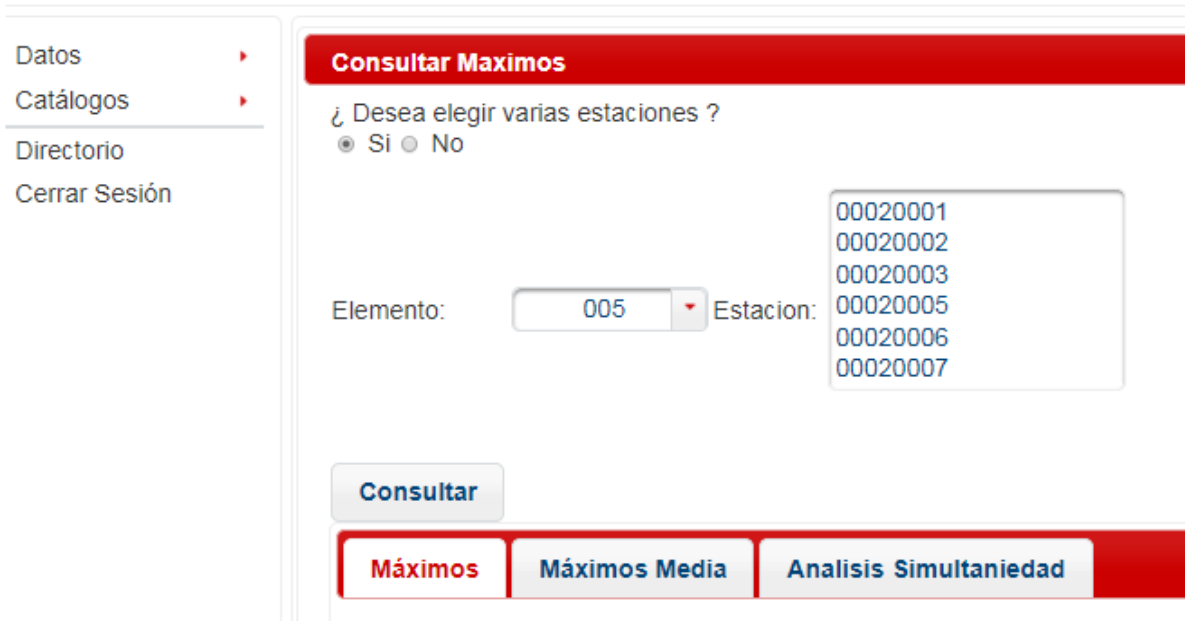 Datos
Catálogos
Directorio
Cerrar Sesión
Consultar Maximos
¿ Desea elegir varias estaciones ?
Si No
Elemento: 005 Estacion:
00020001
00020002
00020003
00020005
00020006
00020007
Consultar
Máximos Máximos Media Analisis Simultaniedad